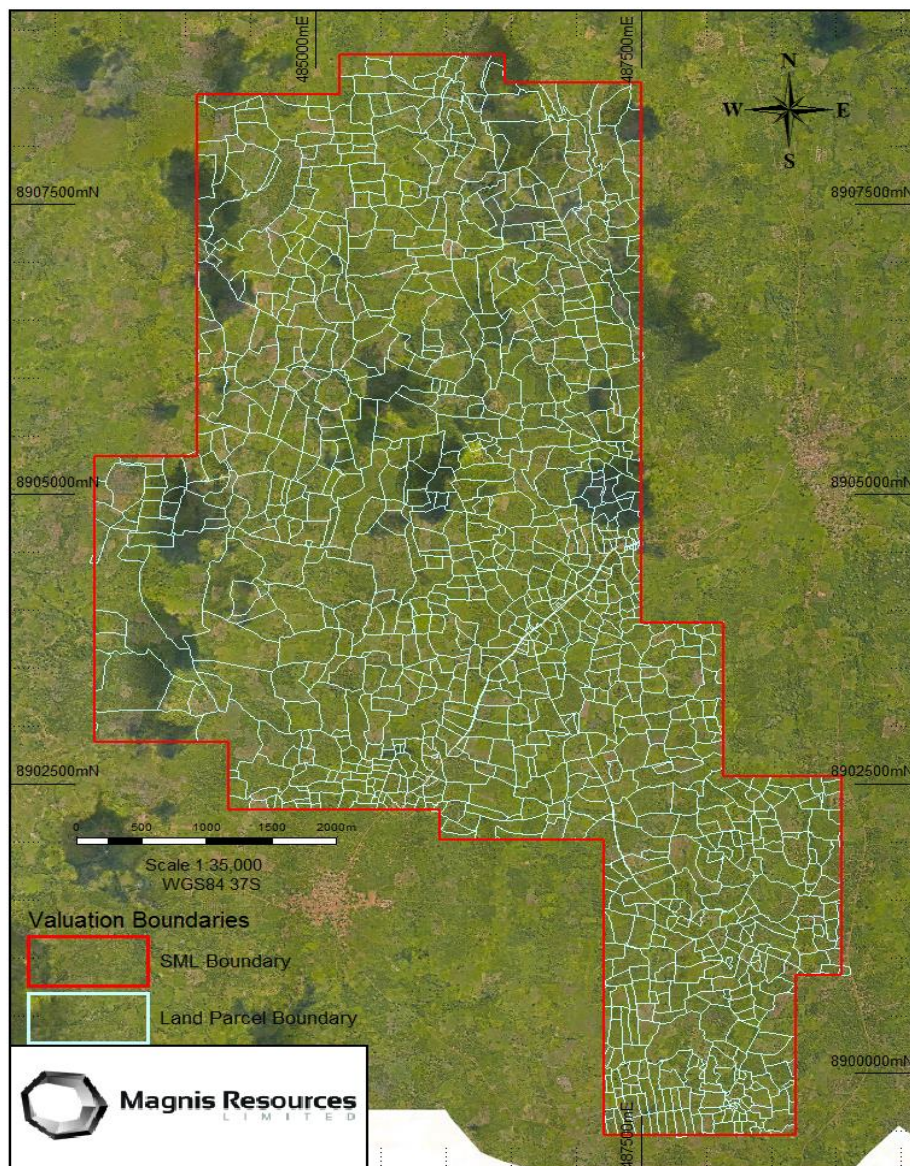 485000mE
487500mE
N
W E
S
8907500mN
8907500mN
8905000mN
8905000mN
8902500mN
8902500mN
0 500 1000 1500 2000m
Scale 1:35,000
WGS84 37S
Valuation Boundaries
SML Boundary
Land Parcel Boundary
8900000mN
487500mE
Magnis Resources
LIMITED